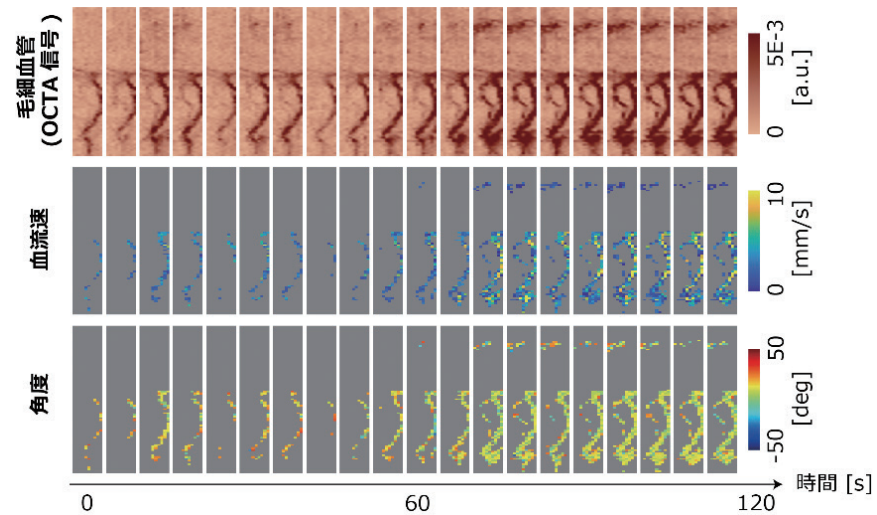 毛細血管
(OCTA 信号)
5E-3
0
[a.u.]
血流速
10
0
[mm/s]
角度
50
-50
[deg]
0
60
120
時間 [s]